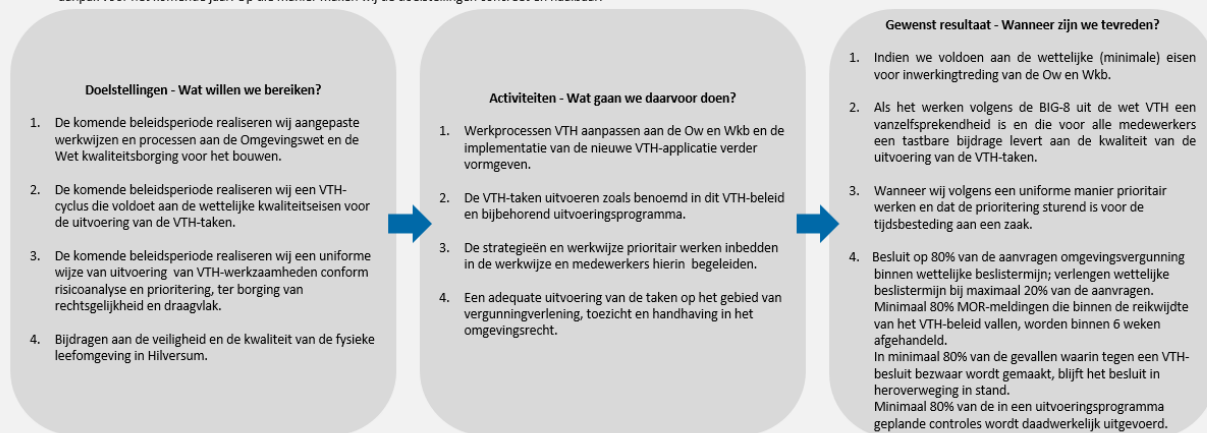 aanpak voor het komende jaar. Op die manier maken wij de doelstellingen concreet en haalbaar.
Doelstellingen - Wat willen we bereiken?
1. De komende beleidsperiode realiseren wij aangepaste
werkwijzen en processen aan de Omgevingswet en de
Wet kwaliteitsborging voor het bouwen.
2. De komende beleidsperiode realiseren wij een VTH-
cyclus die voldoet aan de wettelijke kwaliteitseisen voor
de uitvoering van de VTH-taken.
3. De komende beleidsperiode realiseren wij een uniforme
wijze van uitvoering van VTH-werkzaamheden conform
risicoanalyse en prioritering, ter borging van
rechtsgelijkheid en draagvlak.
4. Bijdragen aan de veiligheid en de kwaliteit van de fysieke
leefomgeving in Hilversum.
Activiteiten - Wat gaan we daarvoor doen?
1. Werkprocessen VTH aanpassen aan de Ow en Wkb en de
implementatie van de nieuwe VTH-applicatie verder
vormgeven.
2. De VTH-taken uitvoeren zoals benoemd in dit VTH-beleid
en bijbehorend uitvoeringsprogramma.
3. De strategieën en werkwijze prioritair werken inbedden
in de werkwijze en medewerkers hierin begeleiden.
4. Een adequate uitvoering van de taken op het gebied van
vergunningverlening, toezicht en handhaving in het
omgevingsrecht.
Gewenst resultaat - Wanneer zijn we tevreden?
1. Indien we voldoen aan de wettelijke (minimale) eisen
voor inwerkingtreding van de Ow en Wkb.
2. Als het werken volgens de BIG-8 uit de wet VTH een
vanzelfsprekendheid is en die voor alle medewerkers
een tastbare bijdrage levert aan de kwaliteit van de
uitvoering van de VTH-taken.
3. Wanneer wij volgens een uniforme manier prioritair
werken en dat de prioritering sturend is voor de
tijdsbesteding aan een zaak.
4. Besluit op 80% van de aanvragen omgevingsvergunning
binnen wettelijke beslistermijn; verlengen wettelijke
beslistermijn bij maximaal 20% van de aanvragen.
Minimaal 80% MOR-meldingen die binnen de reikwijdte
van het VTH-beleid vallen, worden binnen 6 weken
afgehandeld.
In minimaal 80% van de gevallen waarin tegen een VTH-
besluit bezwaar wordt gemaakt, blijft het besluit in
heroverweging in stand.
Minimaal 80% van de in een uitvoeringsprogramma
geplande controles wordt daadwerkelijk uitgevoerd.